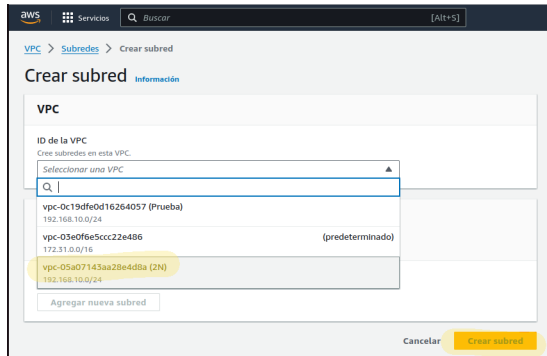 aws
Servicios
Buscar
[Alt+S]
VPC > Subredes > Crear subred
Crear subred Información
VPC
ID de la VPC
Cree subredes en esta VPC.
Seleccionar una VPC
vpc-0c19dfe0d16264057 (Prueba)
192.168.10.0/24
vpc-03e0f6e5ccc22e486 (predeterminado)
172.31.0.0/16
vpc-05a07143aa28e4d8a (2N)
192.168.10.0/24
Agregar nueva subred
Cancelar
Crear subred